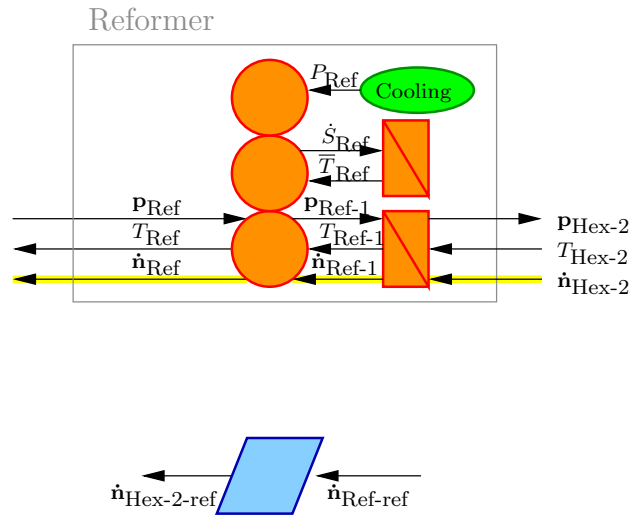 Reformer
P_Ref Cooling
Ṡ_Ref
T̅_Ref
𝐩_Ref 𝐩_Ref-1 𝐩_Hex-2
T_Ref T_Ref-1 T_Hex-2
𝐧̇_Ref 𝐧̇_Ref-1 𝐧̇_Hex-2
𝐧̇_Hex-2-ref 𝐧̇_Ref-ref